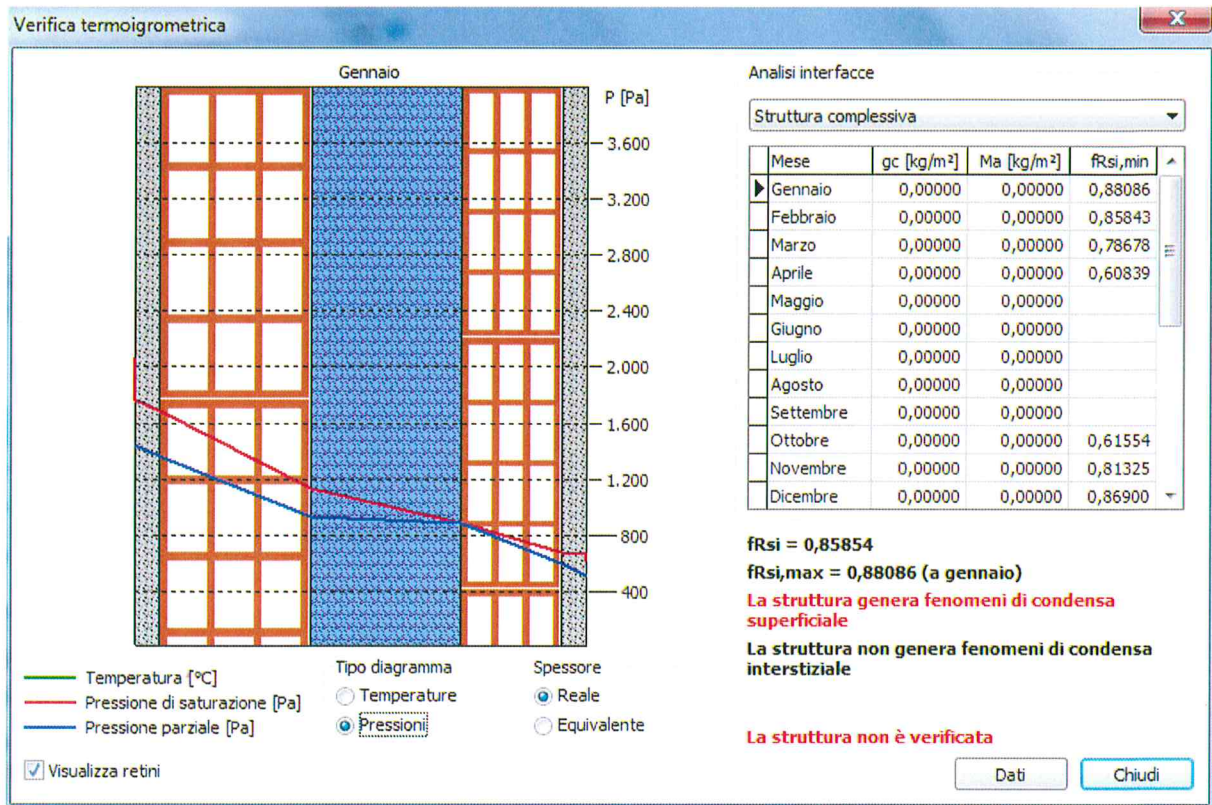 Verifica termoigrometrica
Gennaio
P [Pa]
3.600
3.200
2.800
2.400
2.000
1.600
1.200
800
400
Temperatura [°C]
Pressione di saturazione [Pa]
Pressione parziale [Pa]
Tipo diagramma
Temperature
Pressioni
Spessore
Reale
Equivalente
Visualizza retini
Analisi interfacce
Struttura complessiva
Mese gc [kg/m²] Ma [kg/m²] fRsi,min
Gennaio 0,00000 0,00000 0,88086
Febbraio 0,00000 0,00000 0,85843
Marzo 0,00000 0,00000 0,78678
Aprile 0,00000 0,00000 0,60839
Maggio 0,00000 0,00000
Giugno 0,00000 0,00000
Luglio 0,00000 0,00000
Agosto 0,00000 0,00000
Settembre 0,00000 0,00000
Ottobre 0,00000 0,00000 0,61554
Novembre 0,00000 0,00000 0,81325
Dicembre 0,00000 0,00000 0,86900
fRsi = 0,85854
fRsi,max = 0,88086 (a gennaio)
La struttura genera fenomeni di condensa
superficiale
La struttura non genera fenomeni di condensa
interstiziale
La struttura non è verificata
Dati
Chiudi